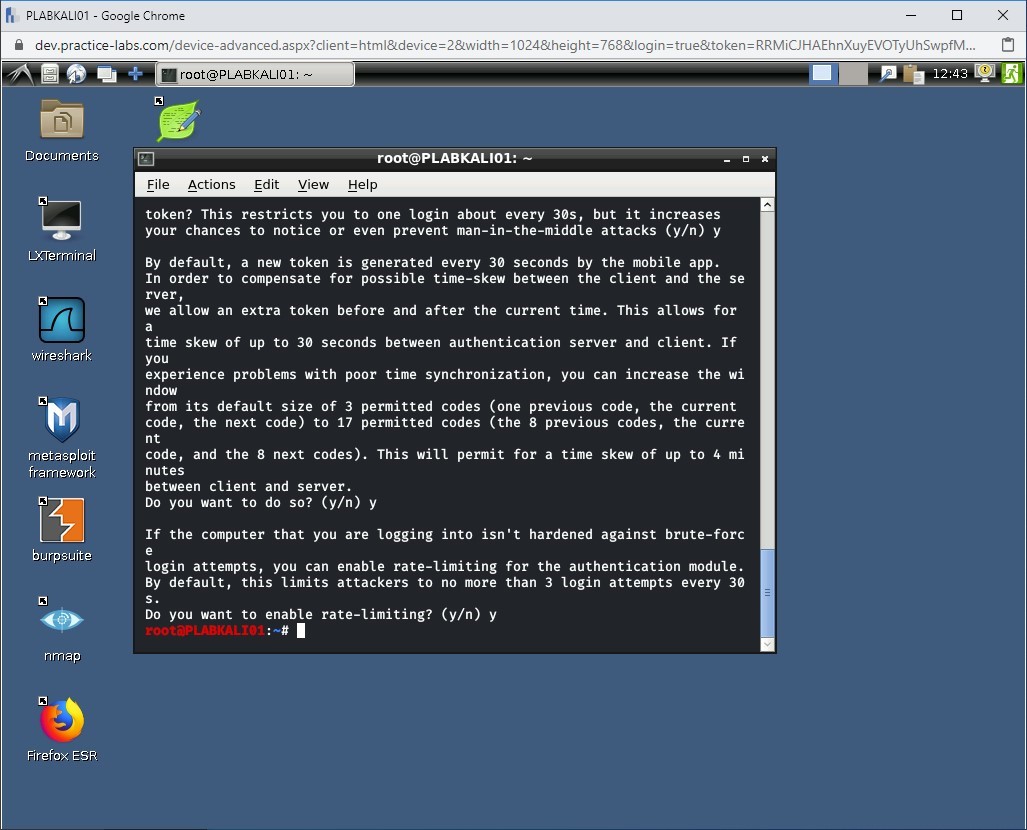 PLABKALI01 - Google Chrome
dev.practice-labs.com/device-advanced.aspx?client=html&device=2&width=1024&height=768&login=true&token=RRMiCJHAEhnXuyEVOTyUhSwpfM...
root@PLABKALI01: ~
12:43
Documents
LXTerminal
wireshark
metasploit
framework
burpsuite
nmap
Firefox ESR
root@PLABKALI01: ~
File Actions Edit View Help
token? This restricts you to one login about every 30s, but it increases
your chances to notice or even prevent man-in-the-middle attacks (y/n) y
By default, a new token is generated every 30 seconds by the mobile app.
In order to compensate for possible time-skew between the client and the se
rver,
we allow an extra token before and after the current time. This allows for
a
time skew of up to 30 seconds between authentication server and client. If
you
experience problems with poor time synchronization, you can increase the wi
ndow
from its default size of 3 permitted codes (one previous code, the current
code, the next code) to 17 permitted codes (the 8 previous codes, the curre
nt
code, and the 8 next codes). This will permit for a time skew of up to 4 mi
nutes
between client and server.
Do you want to do so? (y/n) y
If the computer that you are logging into isn't hardened against brute-forc
e
login attempts, you can enable rate-limiting for the authentication module.
By default, this limits attackers to no more than 3 login attempts every 30
s.
Do you want to enable rate-limiting? (y/n) y
root@PLABKALI01:~#